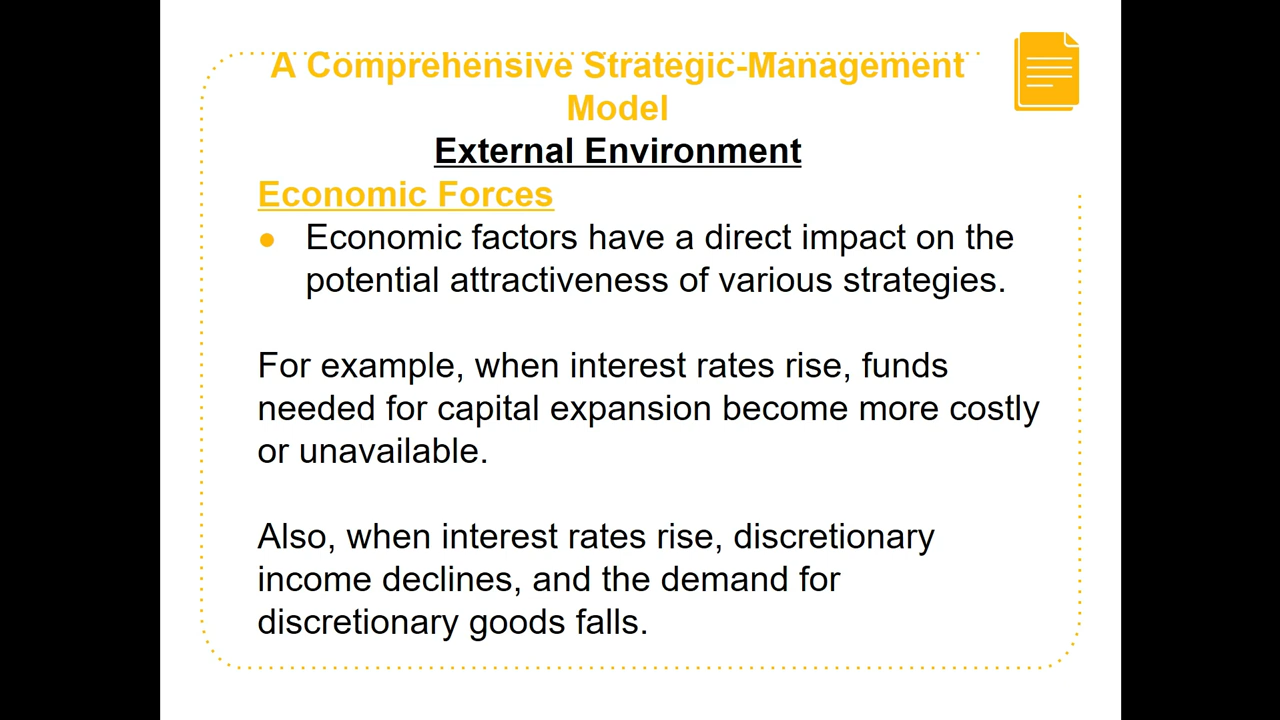 A Comprehensive Strategic-Management
Model
External Environment
Economic Forces
● Economic factors have a direct impact on the
potential attractiveness of various strategies.
For example, when interest rates rise, funds
needed for capital expansion become more costly
or unavailable.
Also, when interest rates rise, discretionary
income declines, and the demand for
discretionary goods falls.